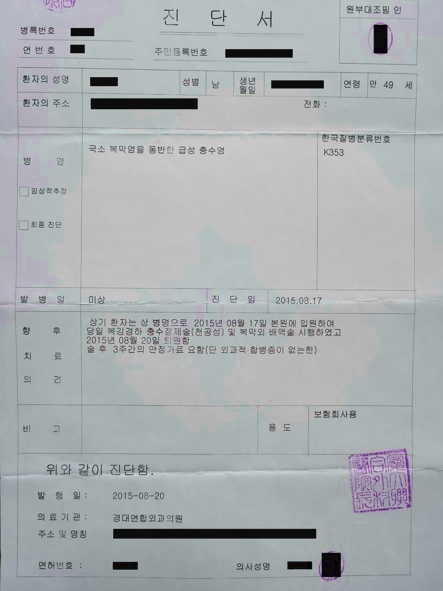 진 단 서
원부대조필 인
병록번호
연 번 호
주민등록번호
환자의 성명 성별 남 생년월일 연령 만 49 세
환자의 주소 전화 :
병 명
국소 복막염을 동반한 급성 충수염
한국질병분류번호
K353
임상적추정
최종 진단
발 병 일 미상 진 단 일 2015.08.17
향 후 치 료 의 견
상기 환자는 상 병명으로 2015년 08월 17일 본원에 입원하여
당일 복강경하 충수절제술(천공성) 및 복막외 배액술 시행하였고
2015년 08월 20일 퇴원함
술 후 3주간의 안정가료 요함(단 외과적 합병증이 없는한)
비 고
용 도
보험회사용
위와 같이 진단함.
발 행 일 : 2015-08-20
의 료 기 관 : 경대연합외과의원
주소 및 명칭
면허번호 :
의사성명